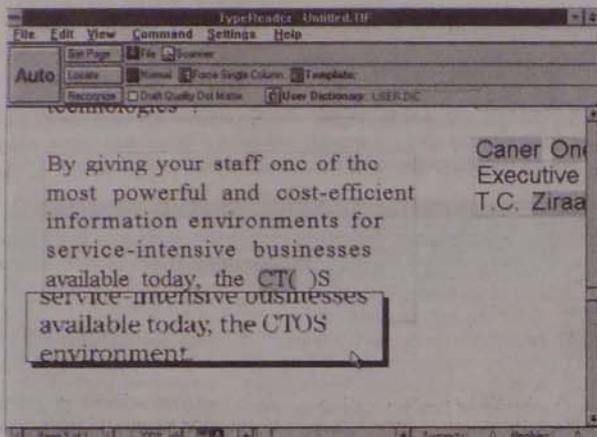 TypeReader - Untitled.TIF
File Edit View Command Settings Help
Auto
Get Page File Scanner
Locate Normal Force Single Column Template:
Recognize Draft Quality Dot Matrix User Dictionary: USER.DIC
technologies
By giving your staff one of the
most powerful and cost-efficient
information environments for
service-intensive businesses
available today, the CT( )S
service-intensive businesses
available today, the CTOS
environment.
Caner One
Executive
T.C. Ziraa